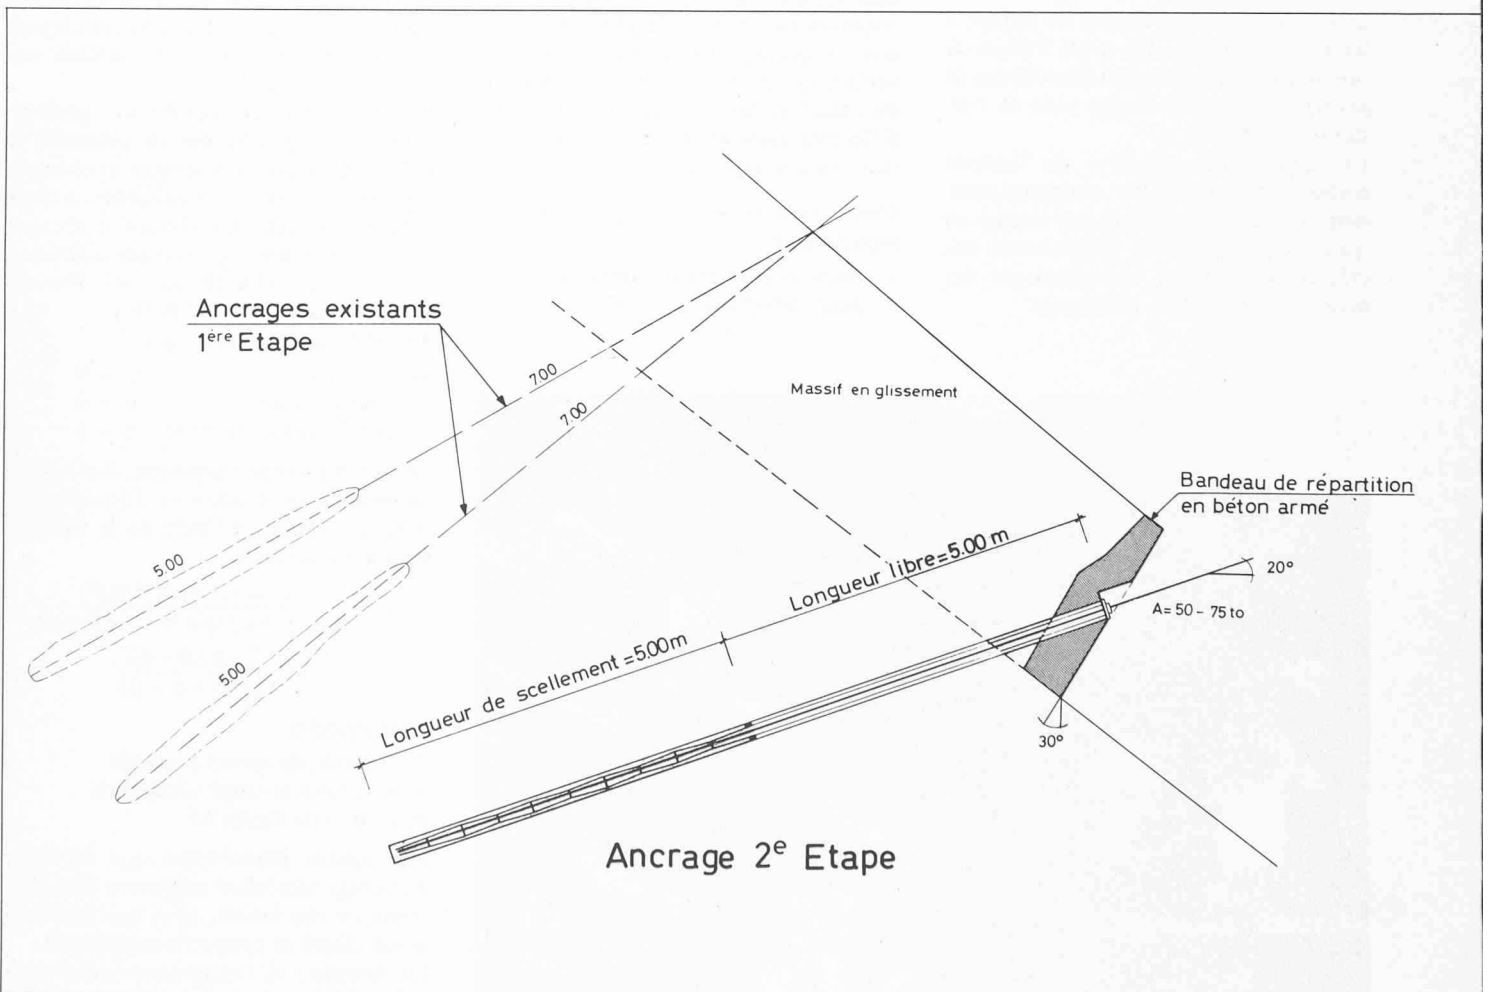 Ancrages existants
1ère Etape
7.00
7.00
Massif en glissement
Bandeau de répartition
en béton armé
5.00
5.00
Longueur libre=5.00 m
20°
A= 50 - 75 to
Longueur de scellement =5.00m
30°
Ancrage 2e Etape